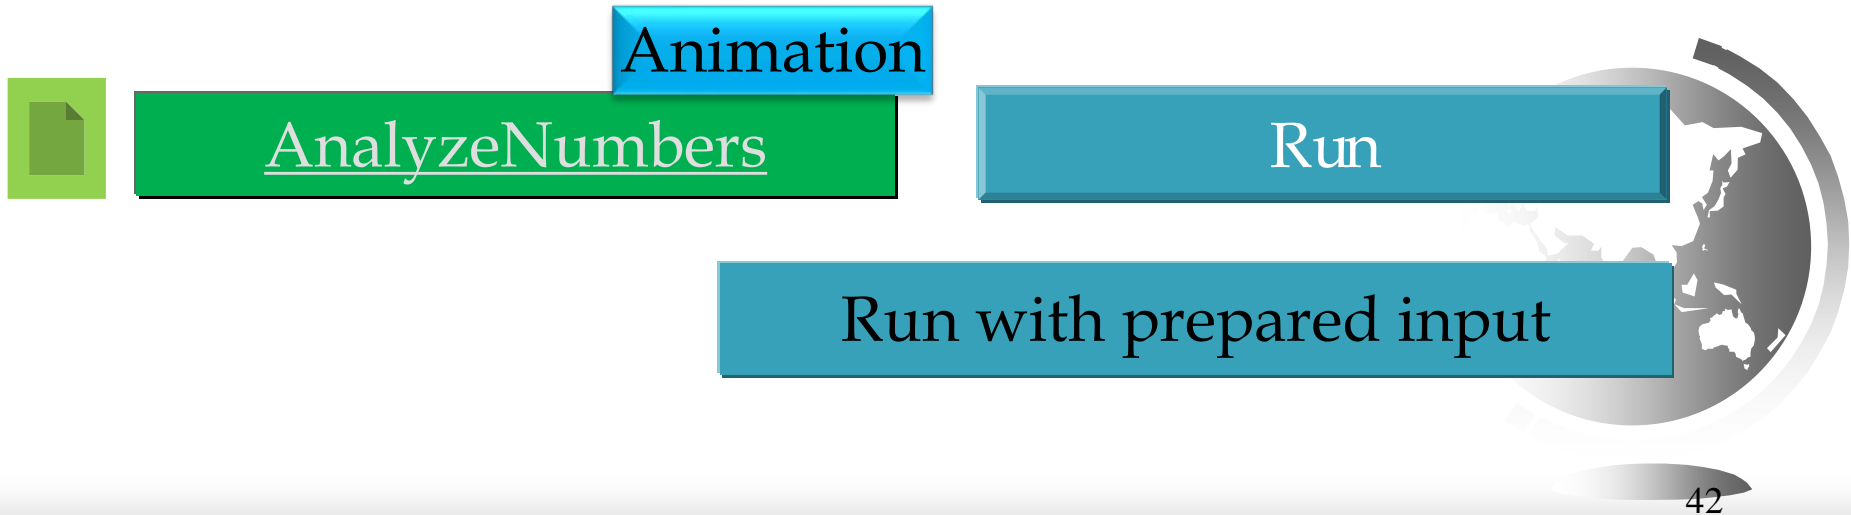 Animation
AnalyzeNumbers
Run
Run with prepared input
42